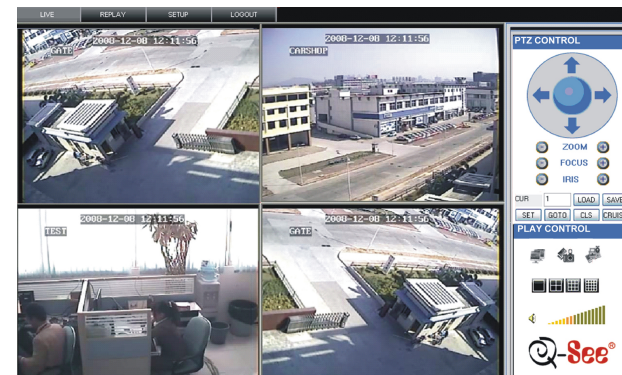 LIVE REPLAY SETUP LOGOUT
2008-12-08 12:11:56
GATE
2008-12-08 12:11:56
CARSHOP
2008-12-08 12:11:56
TEST
2008-12-08 12:11:56
GATE
PTZ CONTROL
ZOOM
FOCUS
IRIS
CUR 1 LOAD SAVE
SET GOTO CLS CRUIS
PLAY CONTROL
Q-See®